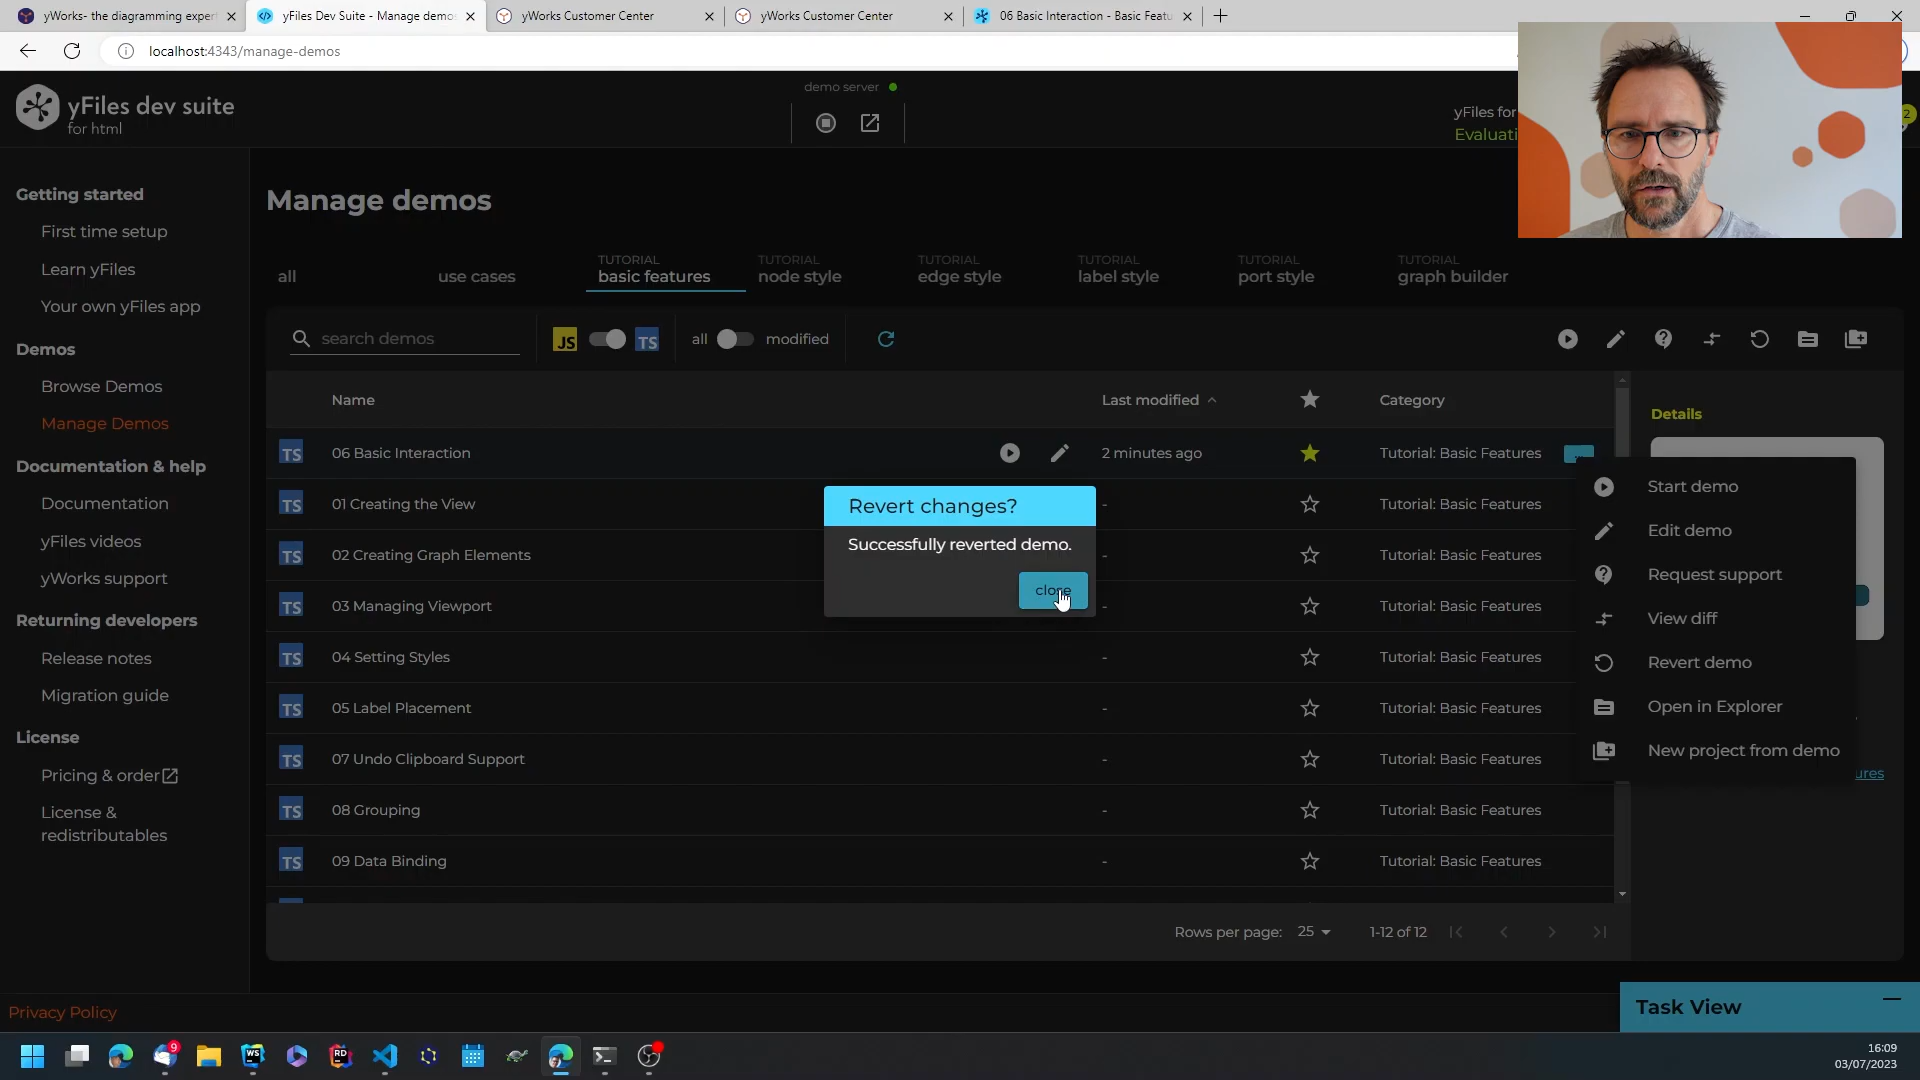 yWorks- the diagramming exper
yFiles Dev Suite - Manage demos
yWorks Customer Center
yWorks Customer Center
06 Basic Interaction - Basic Featu
localhost:4343/manage-demos
yFiles dev suite
for html
demo server
yFiles for
Evaluati
2
Getting started
First time setup
Learn yFiles
Your own yFiles app
Demos
Browse Demos
Manage Demos
Documentation & help
Documentation
yFiles videos
yWorks support
Returning developers
Release notes
Migration guide
License
Pricing & order
License &
redistributables
Privacy Policy
Manage demos
all
use cases
TUTORIAL
basic features
TUTORIAL
node style
TUTORIAL
edge style
TUTORIAL
label style
TUTORIAL
port style
TUTORIAL
graph builder
search demos
JS
TS
all
modified
Name
Last modified
Category
TS
06 Basic Interaction
2 minutes ago
Tutorial: Basic Features
TS
01 Creating the View
-
Tutorial: Basic Features
TS
02 Creating Graph Elements
-
Tutorial: Basic Features
TS
03 Managing Viewport
-
Tutorial: Basic Features
TS
04 Setting Styles
-
Tutorial: Basic Features
TS
05 Label Placement
-
Tutorial: Basic Features
TS
07 Undo Clipboard Support
-
Tutorial: Basic Features
TS
08 Grouping
-
Tutorial: Basic Features
TS
09 Data Binding
-
Tutorial: Basic Features
Rows per page:
25
1-12 of 12
Revert changes?
Successfully reverted demo.
close
Details
Start demo
Edit demo
Request support
View diff
Revert demo
Open in Explorer
New project from demo
ures
Task View
9
WS
RD
16:09
03/07/2023